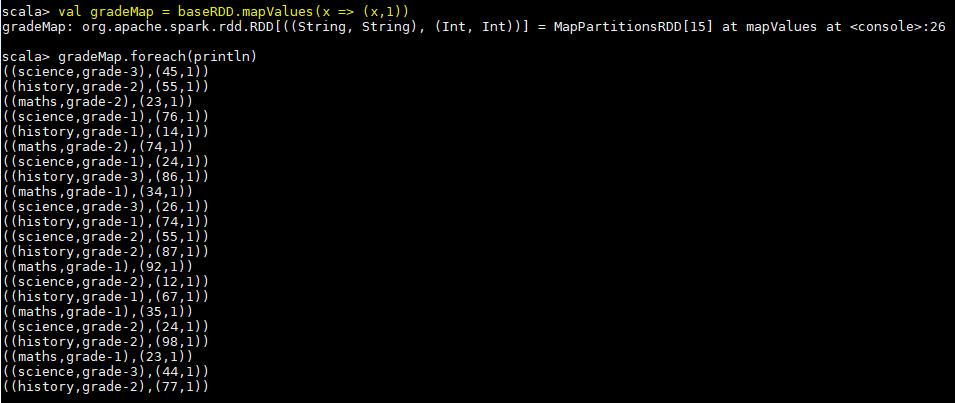 scala> val gradeMap = baseRDD.mapValues(x => (x,1))
gradeMap: org.apache.spark.rdd.RDD[((String, String), (Int, Int))] = MapPartitionsRDD[15] at mapValues at <console>:26
scala> gradeMap.foreach(println)
((science,grade-3),(45,1))
((history,grade-2),(55,1))
((maths,grade-2),(23,1))
((science,grade-1),(76,1))
((history,grade-1),(14,1))
((maths,grade-2),(74,1))
((science,grade-1),(24,1))
((history,grade-3),(86,1))
((maths,grade-1),(34,1))
((science,grade-3),(26,1))
((history,grade-1),(74,1))
((science,grade-2),(55,1))
((history,grade-2),(87,1))
((maths,grade-1),(92,1))
((science,grade-2),(12,1))
((history,grade-1),(67,1))
((maths,grade-1),(35,1))
((science,grade-2),(24,1))
((history,grade-2),(98,1))
((maths,grade-1),(23,1))
((science,grade-3),(44,1))
((history,grade-2),(77,1))